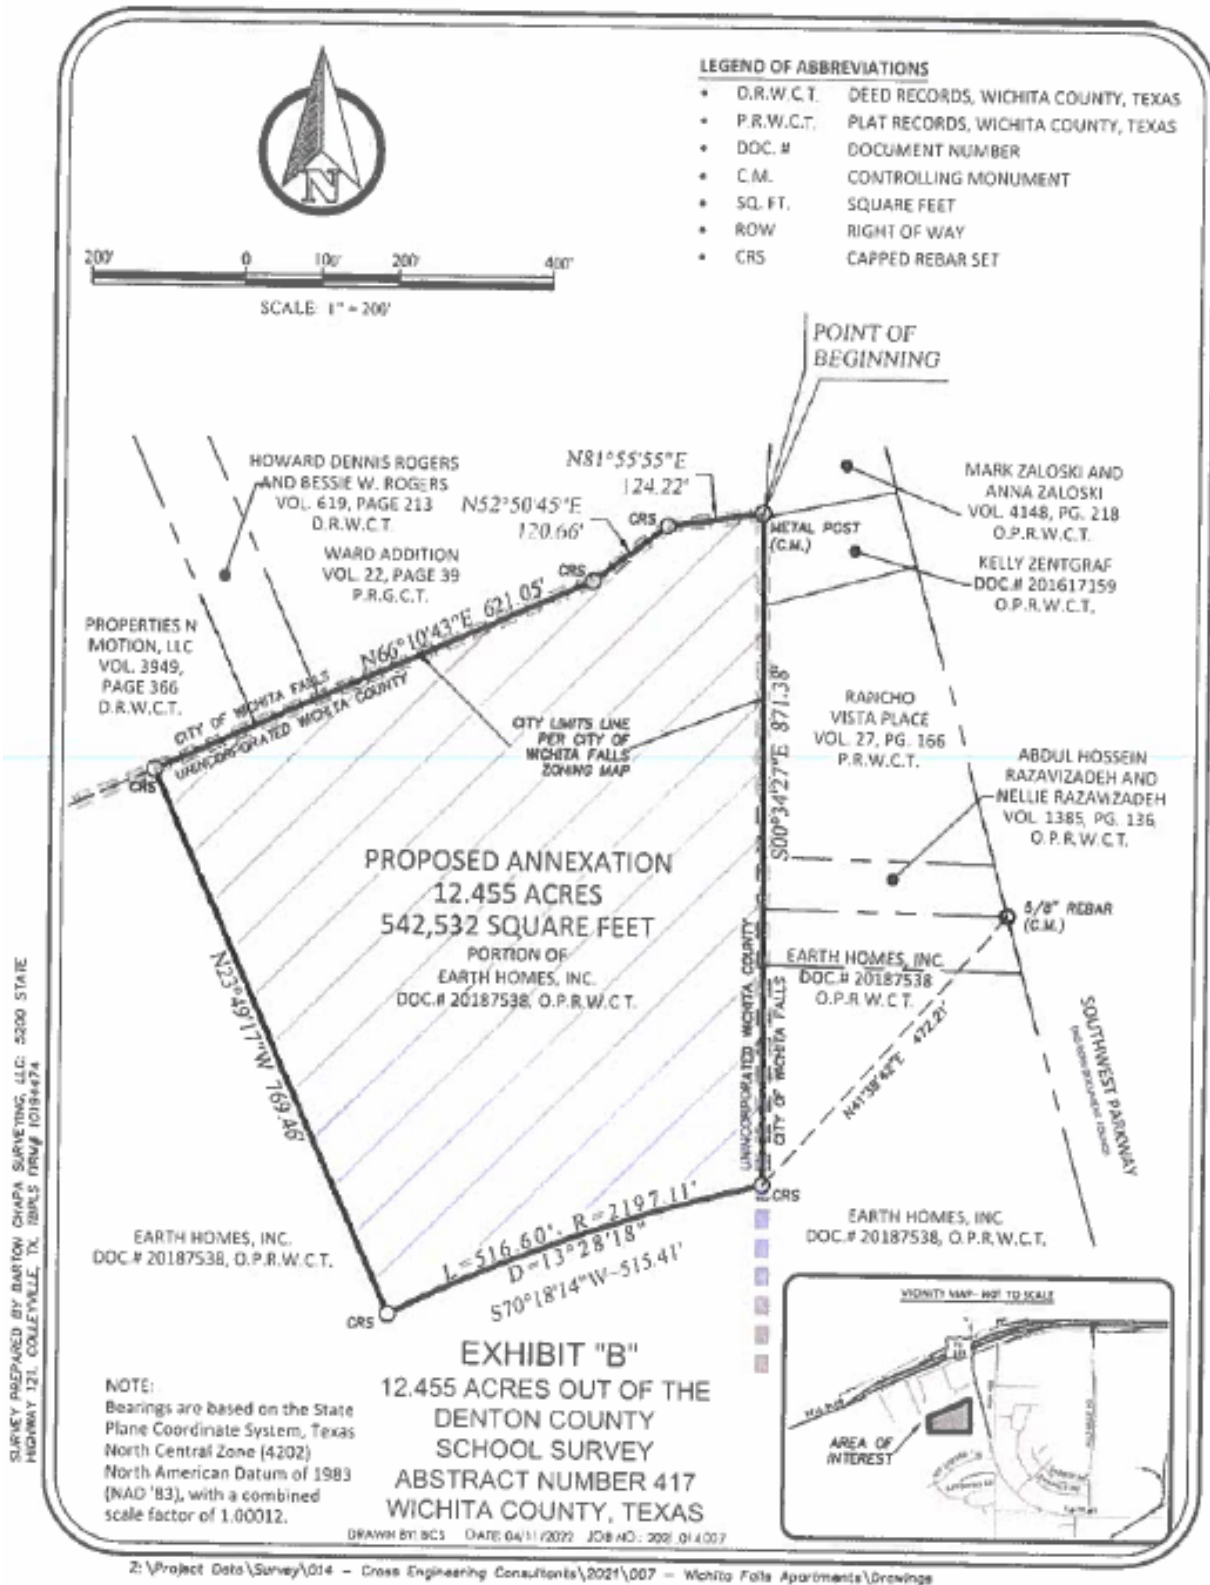 LEGEND OF ABBREVIATIONS
• D.R.W.C.T. DEED RECORDS, WICHITA COUNTY, TEXAS
• P.R.W.C.T. PLAT RECORDS, WICHITA COUNTY, TEXAS
• DOC. # DOCUMENT NUMBER
• C.M. CONTROLLING MONUMENT
• SQ. FT. SQUARE FEET
• ROW RIGHT OF WAY
• CRS CAPPED REBAR SET
N
200' 0 100' 200' 400'
SCALE: 1" = 200'
POINT OF
BEGINNING
HOWARD DENNIS ROGERS
AND BESSIE W. ROGERS
VOL. 619, PAGE 213
D.R.W.C.T.
WARD ADDITION
VOL. 22, PAGE 39
P.R.G.C.T.
PROPERTIES N
MOTION, LLC
VOL. 3949,
PAGE 366
D.R.W.C.T.
N81°55'55"E
124.22'
N52°50'45"E
120.66'
CRS
CRS
METAL POST
(C.M.)
MARK ZALOSKI AND
ANNA ZALOSKI
VOL. 4148, PG. 218
O.P.R.W.C.T.
KELLY ZENTGRAF
DOC.# 201617159
O.P.R.W.C.T.
N66°10'43"E 621.05'
CITY OF WICHITA FALLS
UNINCORPORATED WICHITA COUNTY
CRS
CITY LIMITS LINE
PER CITY OF
WICHITA FALLS
ZONING MAP
S00°34'27"E 871.38'
RANCHO
VISTA PLACE
VOL. 27, PG. 166
P.R.W.C.T.
ABDUL HOSSEIN
RAZAVIZADEH AND
NELLIE RAZAVIZADEH
VOL. 1385, PG. 136,
O.P.R.W.C.T.
PROPOSED ANNEXATION
12.455 ACRES
542,532 SQUARE FEET
PORTION OF
EARTH HOMES, INC.
DOC.# 20187538, O.P.R.W.C.T.
5/8" REBAR
(C.M.)
EARTH HOMES, INC.
DOC.# 20187538
O.P.R.W.C.T.
UNINCORPORATED WICHITA COUNTY
CITY OF WICHITA FALLS
N41°38'42"E 472.21'
SOUTHWEST PARKWAY
N23°49'17"W 769.46'
CRS
EARTH HOMES, INC.
DOC.# 20187538, O.P.R.W.C.T.
EARTH HOMES, INC.
DOC.# 20187538, O.P.R.W.C.T.
L=516.60', R=2197.11'
D=13°28'18"
S70°18'14"W~515.41'
CRS
EXHIBIT "B"
12.455 ACRES OUT OF THE
DENTON COUNTY
SCHOOL SURVEY
ABSTRACT NUMBER 417
WICHITA COUNTY, TEXAS
DRAWN BY: BCS DATE: 04/11/2022 JOB NO.: 2021.014.007
NOTE:
Bearings are based on the State
Plane Coordinate System, Texas
North Central Zone (4202)
North American Datum of 1983
(NAD '83), with a combined
scale factor of 1.00012.
VICINITY MAP- NOT TO SCALE
AREA OF
INTEREST
SURVEY PREPARED BY BARTON CHAPA SURVEYING, LLC: 5200 STATE
HIGHWAY 121, COLLEYVILLE, TX, TBPLS FIRM# 10194474
Z:\Project Data\Survey\014 - Cross Engineering Consultants\2021\007 - Wichita Falls Apartments\Drawings